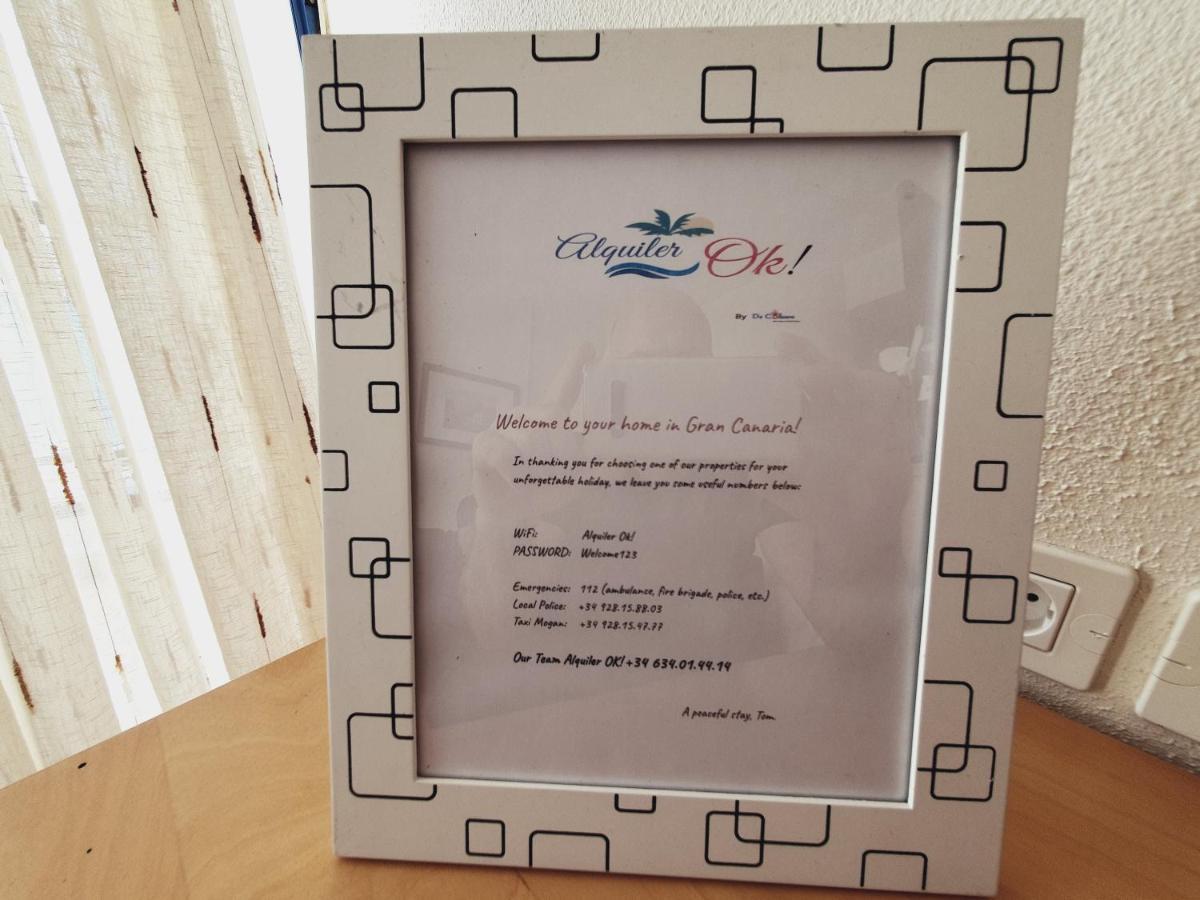 Alquiler Ok!
By De Canare
Welcome to your home in Gran Canaria!
In thanking you for choosing one of our properties for your
unforgettable holiday, we leave you some useful numbers below:
WiFi: Alquiler Ok!
PASSWORD: Welcome123
Emergencies: 112 (ambulance, fire brigade, police, etc.)
Local Police: +34 928.15.88.03
Taxi Mogan: +34 928.15.47.77
Our Team Alquiler OK! +34 634.01.44.14
A peaceful stay, Tom.